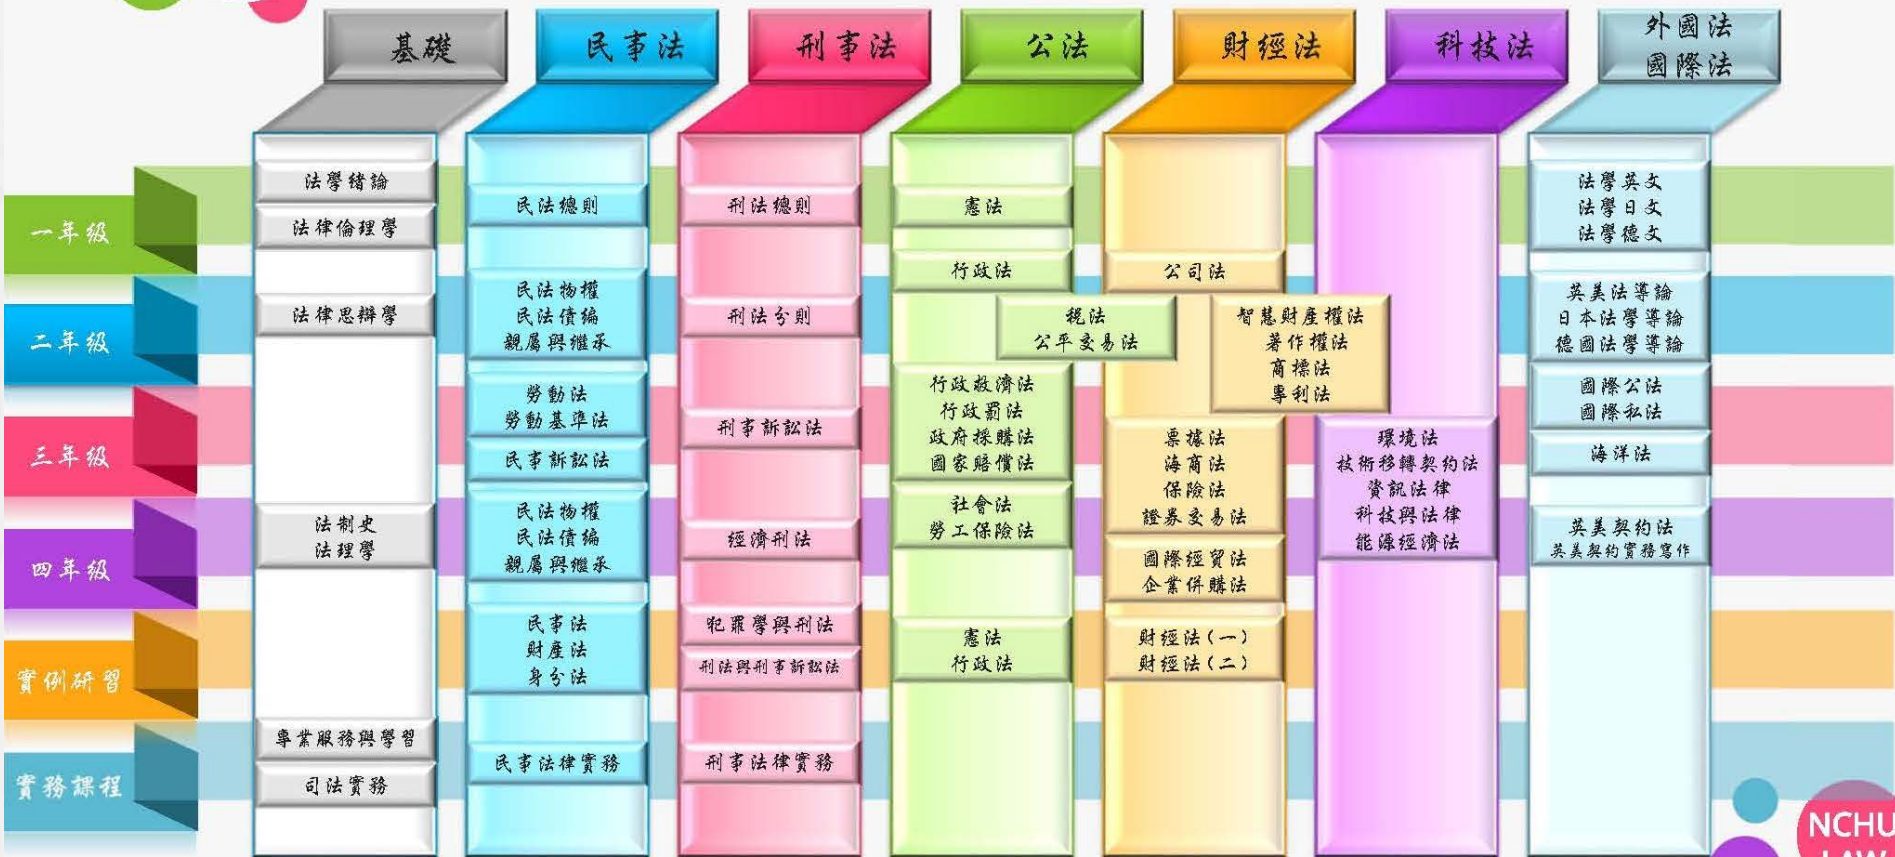 基礎
民事法
刑事法
公法
財經法
科技法
外國法
國際法
一年級
二年級
三年級
四年級
實例研習
實務課程
法學緒論
法律倫理學
法律思辯學
法制史
法理學
專業服務與學習
司法實務
民法總則
民法物權
民法債編
親屬與繼承
勞動法
勞動基準法
民事訴訟法
民法物權
民法債編
親屬與繼承
民事法
財產法
身分法
民事法律實務
刑法總則
刑法分則
刑事訴訟法
經濟刑法
犯罪學與刑法
刑法與刑事訴訟法
刑事法律實務
憲法
行政法
稅法
公平交易法
行政救濟法
行政罰法
政府採購法
國家賠償法
社會法
勞工保險法
憲法
行政法
公司法
智慧財產權法
著作權法
商標法
專利法
票據法
海商法
保險法
證券交易法
國際經貿法
企業併購法
財經法(一)
財經法(二)
環境法
技術移轉契約法
資訊法律
科技與法律
能源經濟法
法學英文
法學日文
法學德文
英美法導論
日本法學導論
德國法學導論
國際公法
國際私法
海洋法
英美契約法
英美契約實務寫作
NCHU
LAW